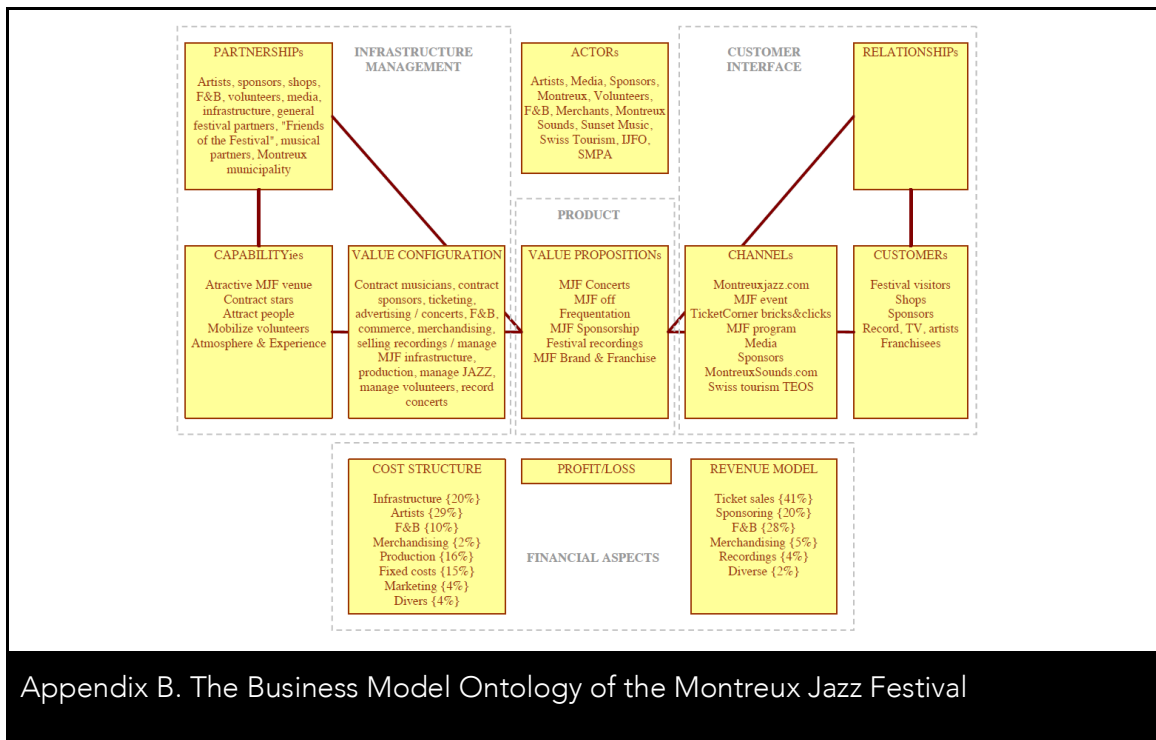 PARTNERSHIPs
Artists, sponsors, shops,
F&B, volunteers, media,
infrastructure, general
festival partners, "Friends
of the Festival", musical
partners, Montreux
municipality
INFRASTRUCTURE
MANAGEMENT
ACTORs
Artists, Media, Sponsors,
Montreux, Volunteers,
F&B, Merchants, Montreux
Sounds, Sunset Music,
Swiss Tourism, IJFO,
SMPA
CUSTOMER
INTERFACE
RELATIONSHIPs
CAPABILITYies
Atractive MJF venue
Contract stars
Attract people
Mobilize volunteers
Atmosphere & Experience
VALUE CONFIGURATION
Contract musicians, contract
sponsors, ticketing,
advertising / concerts, F&B,
commerce, merchandising,
selling recordings / manage
MJF infrastructure,
production, manage JAZZ,
manage volunteers, record
concerts
PRODUCT
VALUE PROPOSITIONs
MJF Concerts
MJF off
Frequentation
MJF Sponsorship
Festival recordings
MJF Brand & Franchise
CHANNELs
Montreuxjazz.com
MJF event
TicketCorner bricks&clicks
MJF program
Media
Sponsors
MontreuxSounds.com
Swiss tourism TEOS
CUSTOMERs
Festival visitors
Shops
Sponsors
Record, TV, artists
Franchisees
COST STRUCTURE
Infrastructure {20%}
Artists {29%}
F&B {10%}
Merchandising {2%}
Production {16%}
Fixed costs {15%}
Marketing {4%}
Divers {4%}
PROFIT/LOSS
FINANCIAL ASPECTS
REVENUE MODEL
Ticket sales {41%}
Sponsoring {20%}
F&B {28%}
Merchandising {5%}
Recordings {4%}
Diverse {2%}
Appendix B. The Business Model Ontology of the Montreux Jazz Festival